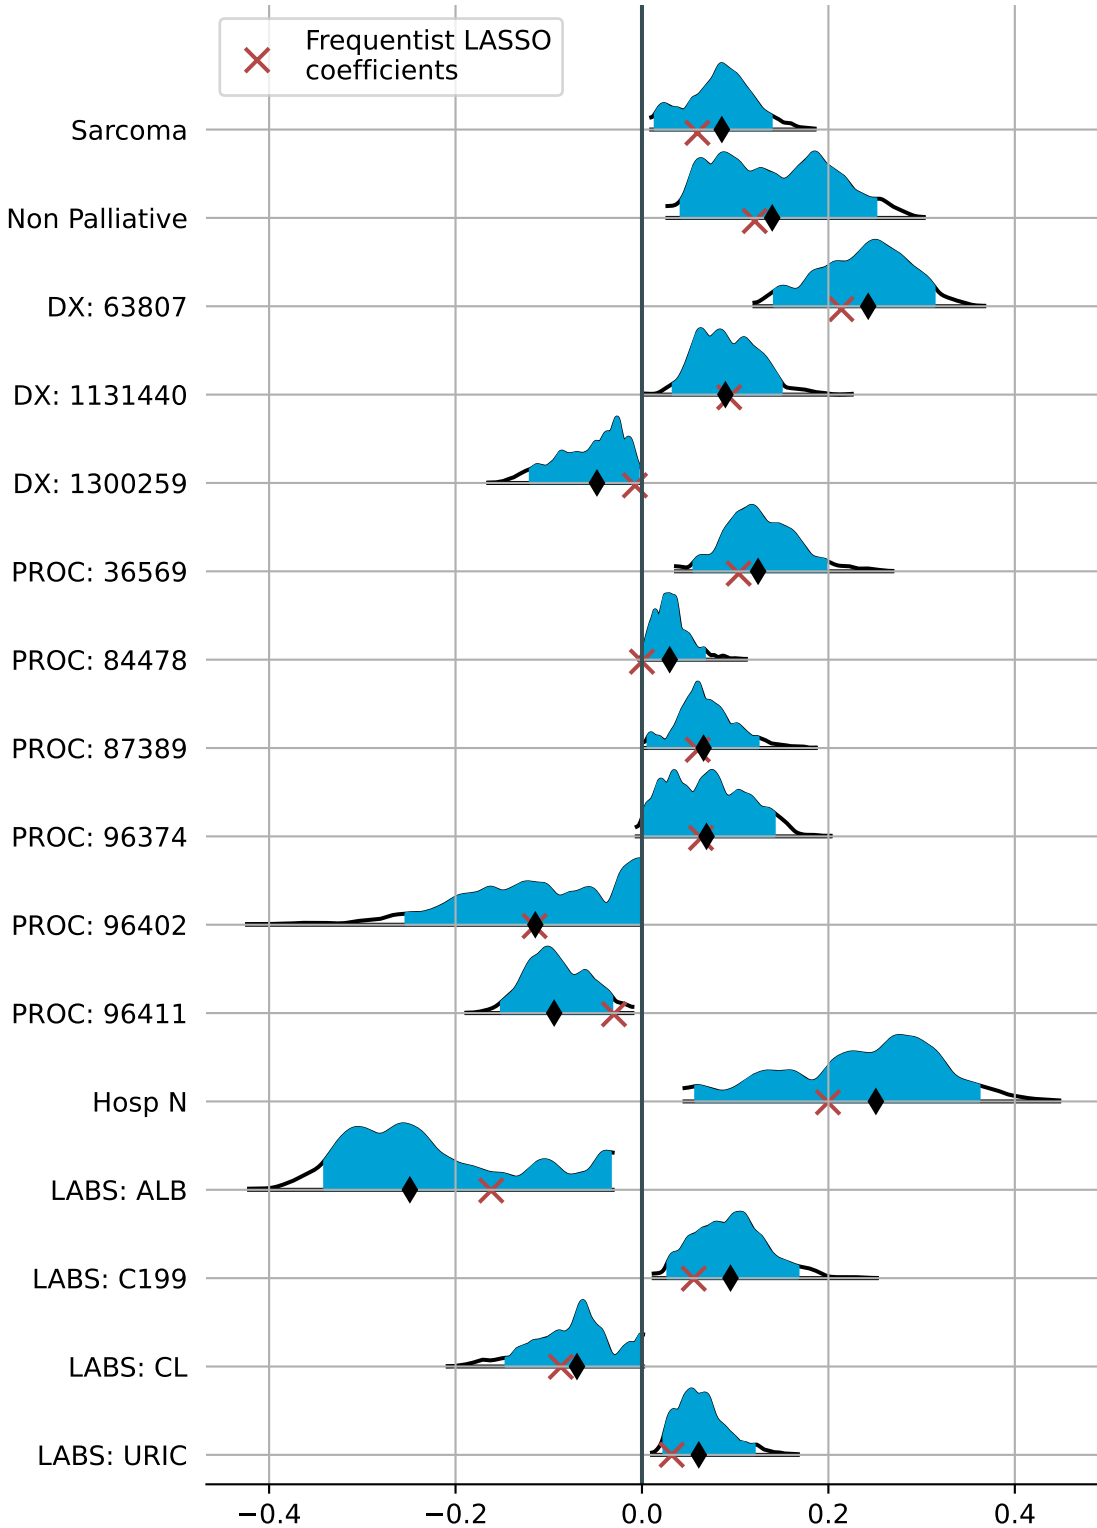 Frequentist LASSO
coefficients
Sarcoma
Non Palliative
DX: 63807
DX: 1131440
DX: 1300259
PROC: 36569
PROC: 84478
PROC: 87389
PROC: 96374
PROC: 96402
PROC: 96411
Hosp N
LABS: ALB
LABS: C199
LABS: CL
LABS: URIC
−0.4 −0.2 0.0 0.2 0.4